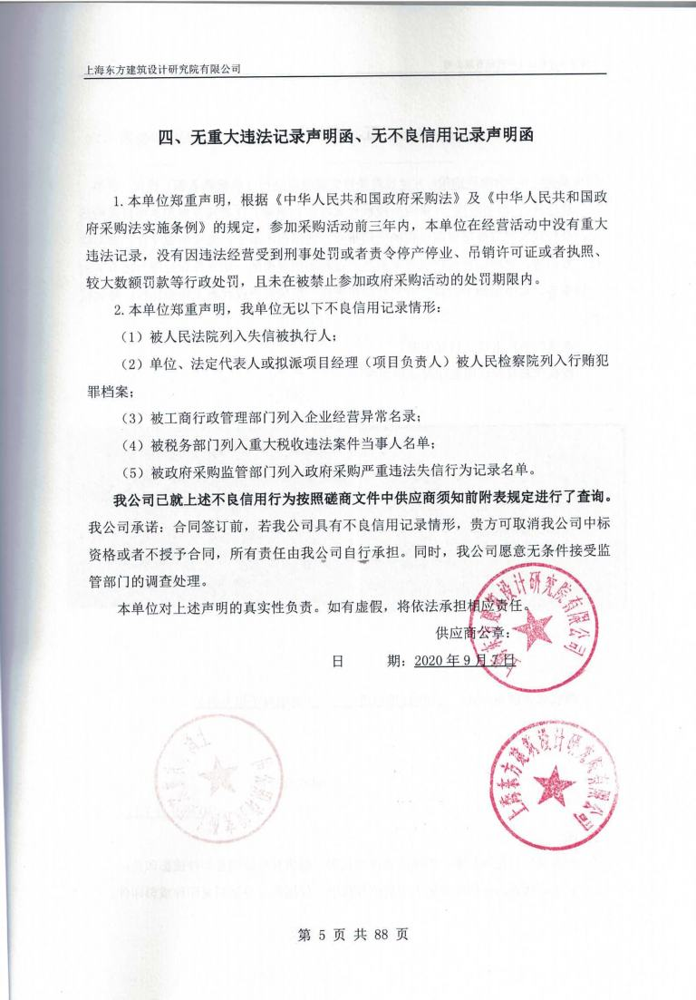 上海东方建筑设计研究院有限公司
四、无重大违法记录声明函、无不良信用记录声明函
1.本单位郑重声明，根据《中华人民共和国政府采购法》及《中华人民共和国政
府采购法实施条例》的规定，参加采购活动前三年内，本单位在经营活动中没有重大
违法记录，没有因违法经营受到刑事处罚或者责令停产停业、吊销许可证或者执照、
较大数额罚款等行政处罚，且未在被禁止参加政府采购活动的处罚期限内。
2.本单位郑重声明，我单位无以下不良信用记录情形：
（1）被人民法院列入失信被执行人；
（2）单位、法定代表人或拟派项目经理（项目负责人）被人民检察院列入行贿犯
罪档案；
（3）被工商行政管理部门列入企业经营异常名录；
（4）被税务部门列入重大税收违法案件当事人名单；
（5）被政府采购监管部门列入政府采购严重违法失信行为记录名单。
我公司已就上述不良信用行为按照磋商文件中供应商须知前附表规定进行了查询。
我公司承诺：合同签订前，若我公司具有不良信用记录情形，贵方可取消我公司中标
资格或者不授予合同，所有责任由我公司自行承担。同时，我公司愿意无条件接受监
管部门的调查处理。
本单位对上述声明的真实性负责。如有虚假，将依法承担相应责任。
供应商公章：
日 期：2020年9月7日
上海东方建筑设计研究院有限公司
上海东方建筑设计研究院有限公司
第 5 页 共 88 页